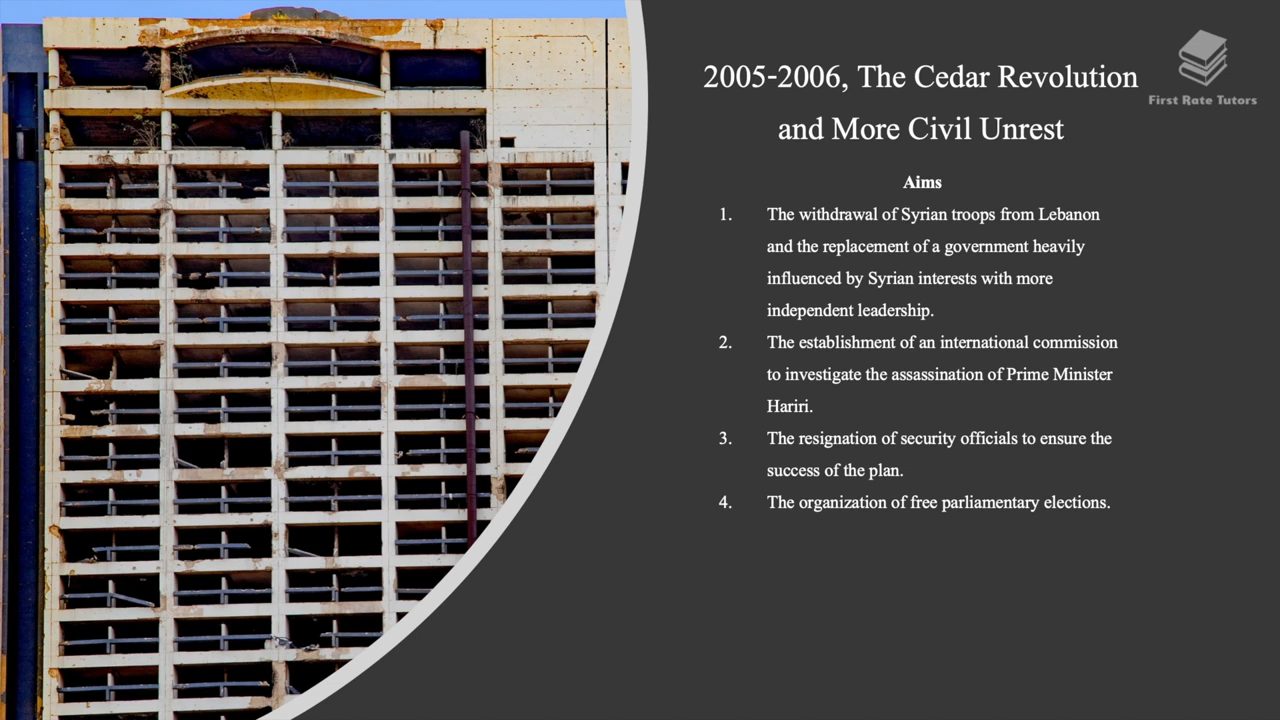 2005-2006, The Cedar Revolution
and More Civil Unrest
First Rate Tutors
Aims
1. The withdrawal of Syrian troops from Lebanon
and the replacement of a government heavily
influenced by Syrian interests with more
independent leadership.
2. The establishment of an international commission
to investigate the assassination of Prime Minister
Hariri.
3. The resignation of security officials to ensure the
success of the plan.
4. The organization of free parliamentary elections.